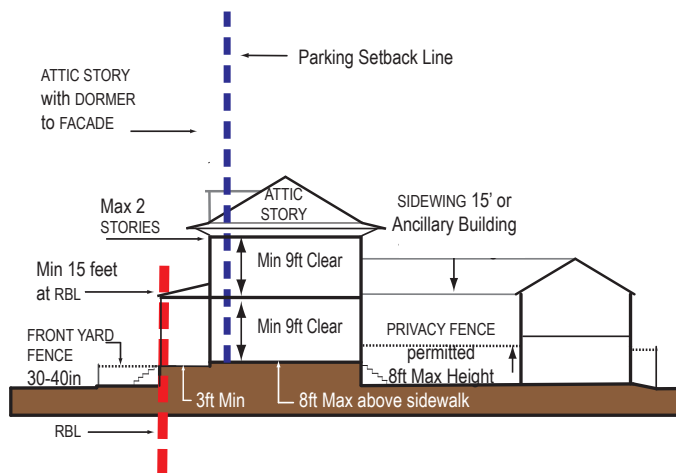 Parking Setback Line
ATTIC STORY
with DORMER
to FACADE
ATTIC
STORY
Max 2
STORIES
SIDEWING 15' or
Ancillary Building
Min 9ft Clear
Min 15 feet
at RBL
Min 9ft Clear
FRONT YARD
FENCE
30-40in
PRIVACY FENCE
permitted
8ft Max Height
3ft Min
8ft Max above sidewalk
RBL